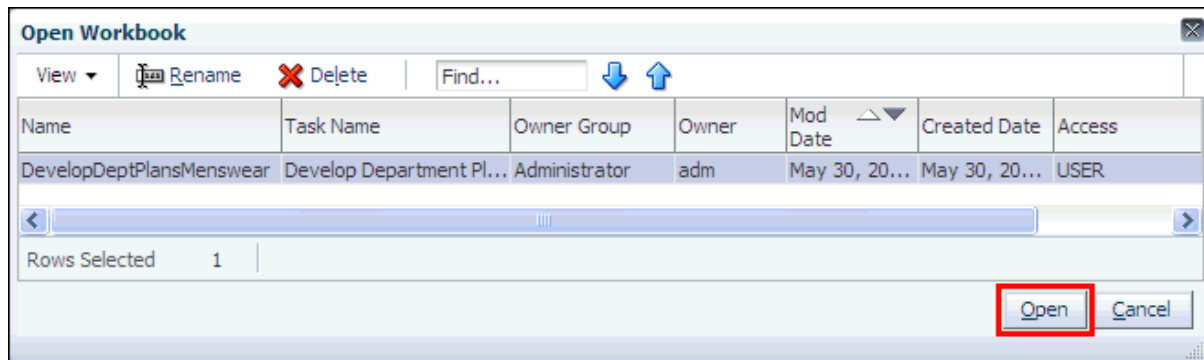 Open Workbook
View Rename Delete Find...
Name Task Name Owner Group Owner Mod Date Created Date Access
DevelopDeptPlansMenswear Develop Department Pl... Administrator adm May 30, 20... May 30, 20... USER
Rows Selected 1
Open Cancel